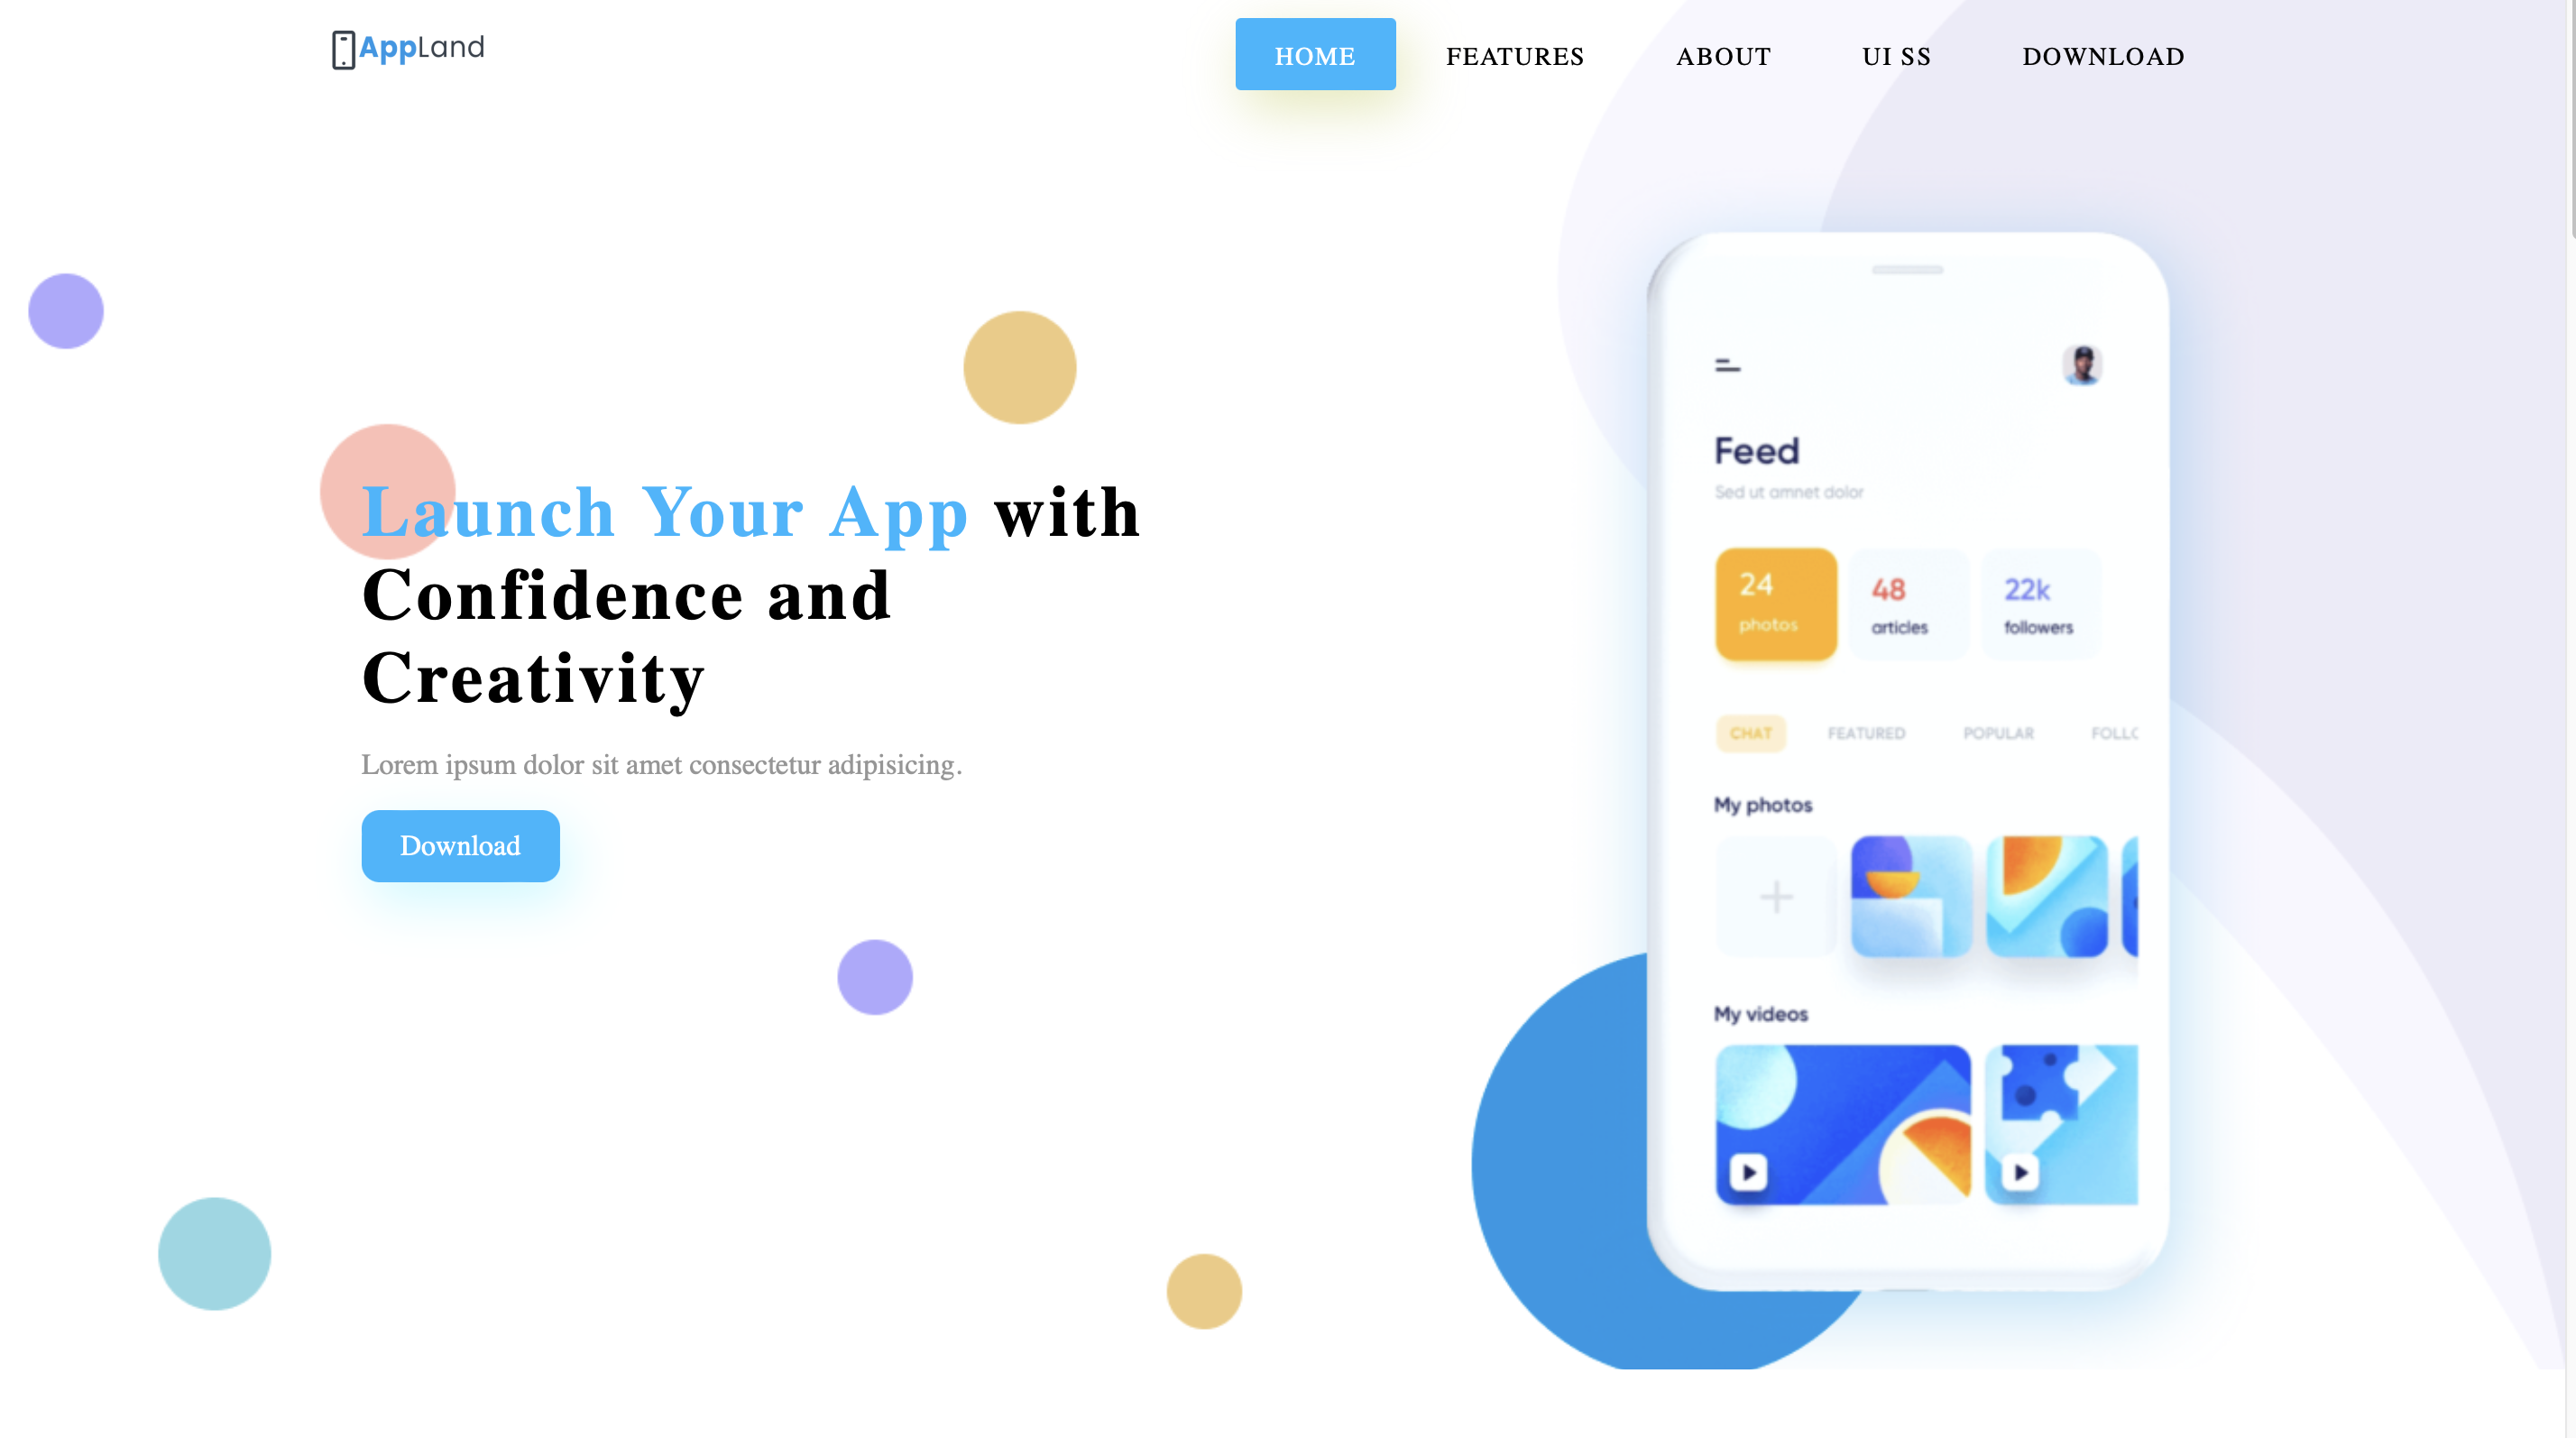 AppLand
HOME FEATURES ABOUT UI SS DOWNLOAD
Launch Your App with
Confidence and
Creativity
Lorem ipsum dolor sit amet consectetur adipisicing.
Download
Feed
Sed ut amnet dolor
24 48 22k
photos articles followers
CHAT FEATURED POPULAR FOLLO
My photos
My videos